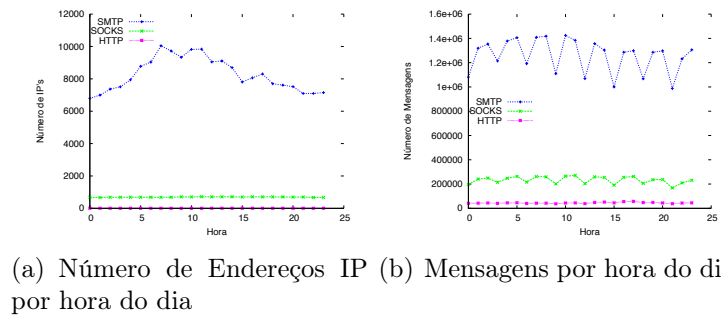 12000
10000
8000
6000
4000
2000
0
Número de IP's
SMTP
SOCKS
HTTP
0 5 10 15 20 25
Hora
1.6e+06
1.4e+06
1.2e+06
1e+06
800000
600000
400000
200000
0
Número de Mensagens
SMTP
SOCKS
HTTP
0 5 10 15 20 25
Hora
(a) Número de Endereços IP
por hora do dia
(b) Mensagens por hora do di